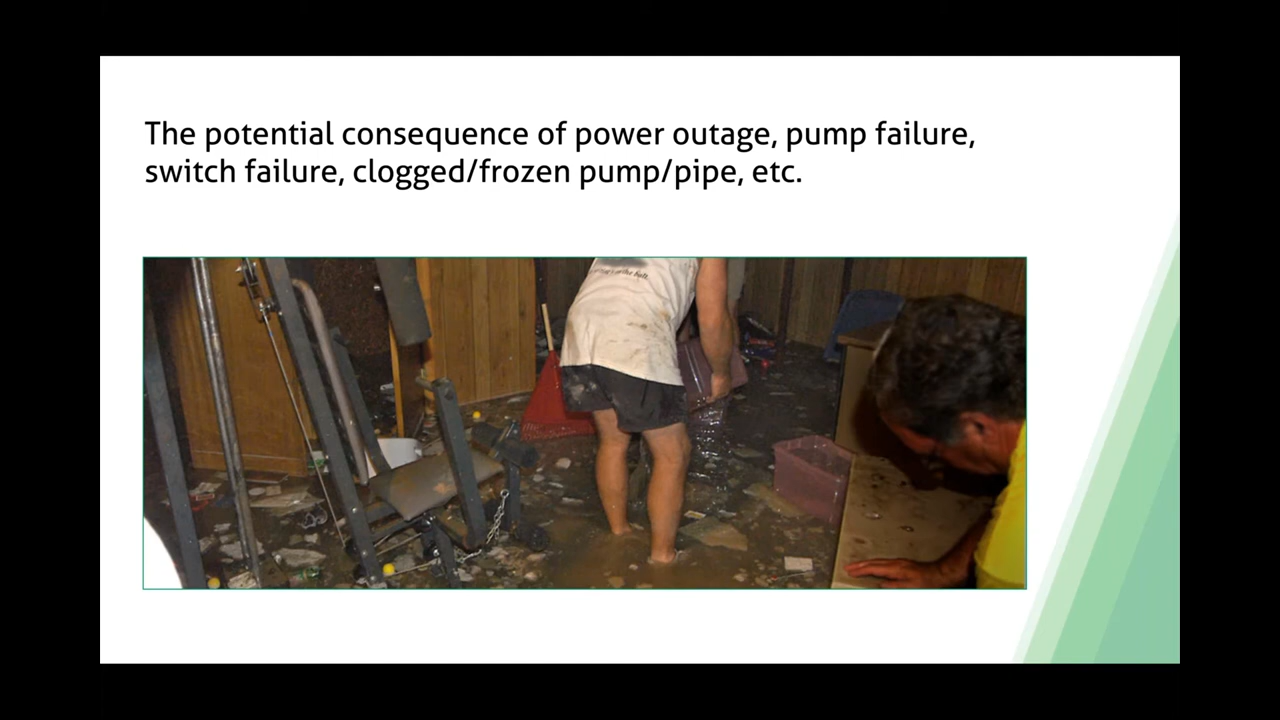 The potential consequence of power outage, pump failure,
switch failure, clogged/frozen pump/pipe, etc.